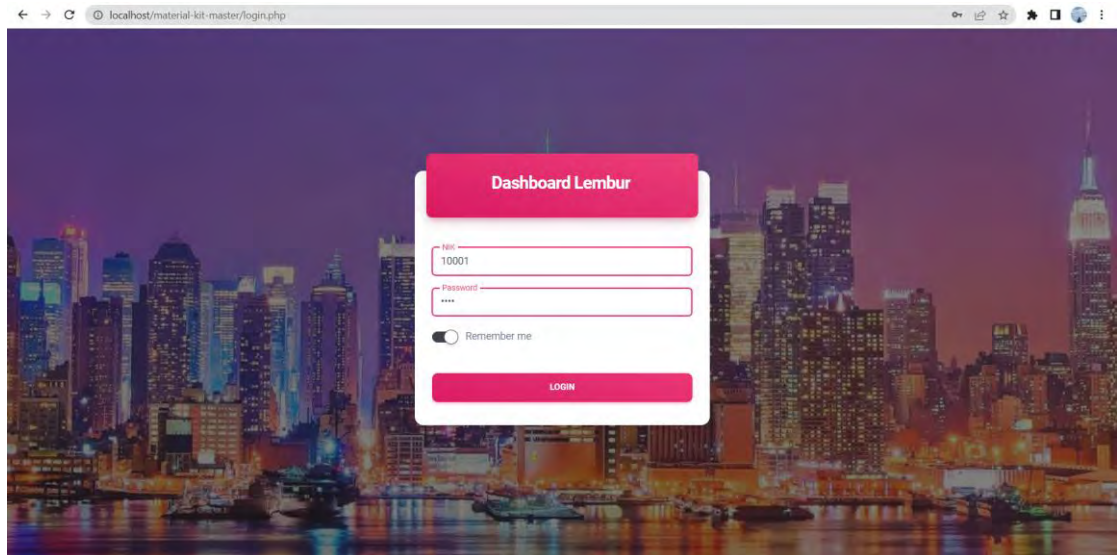 localhost/material-kit-master/login.php
Dashboard Lembur
NIK
10001
Password
••••
Remember me
LOGIN